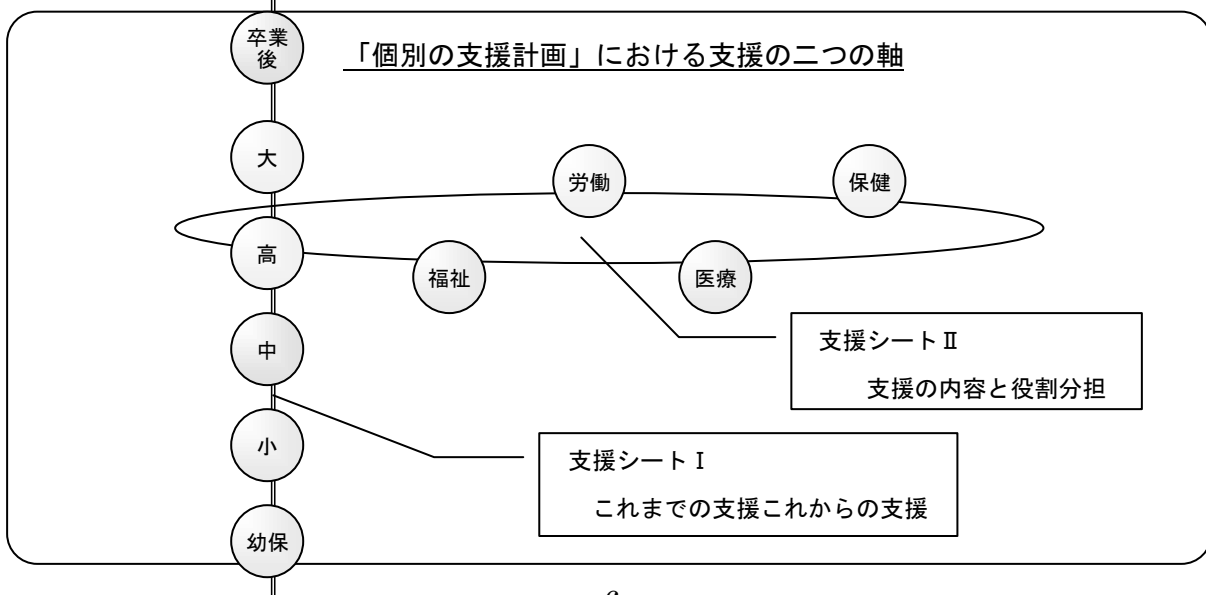 卒業
後
「個別の支援計画」における支援の二つの軸
大
労働
保健
高
福祉
医療
中
支援シートⅡ
支援の内容と役割分担
小
支援シートⅠ
これまでの支援これからの支援
幼保